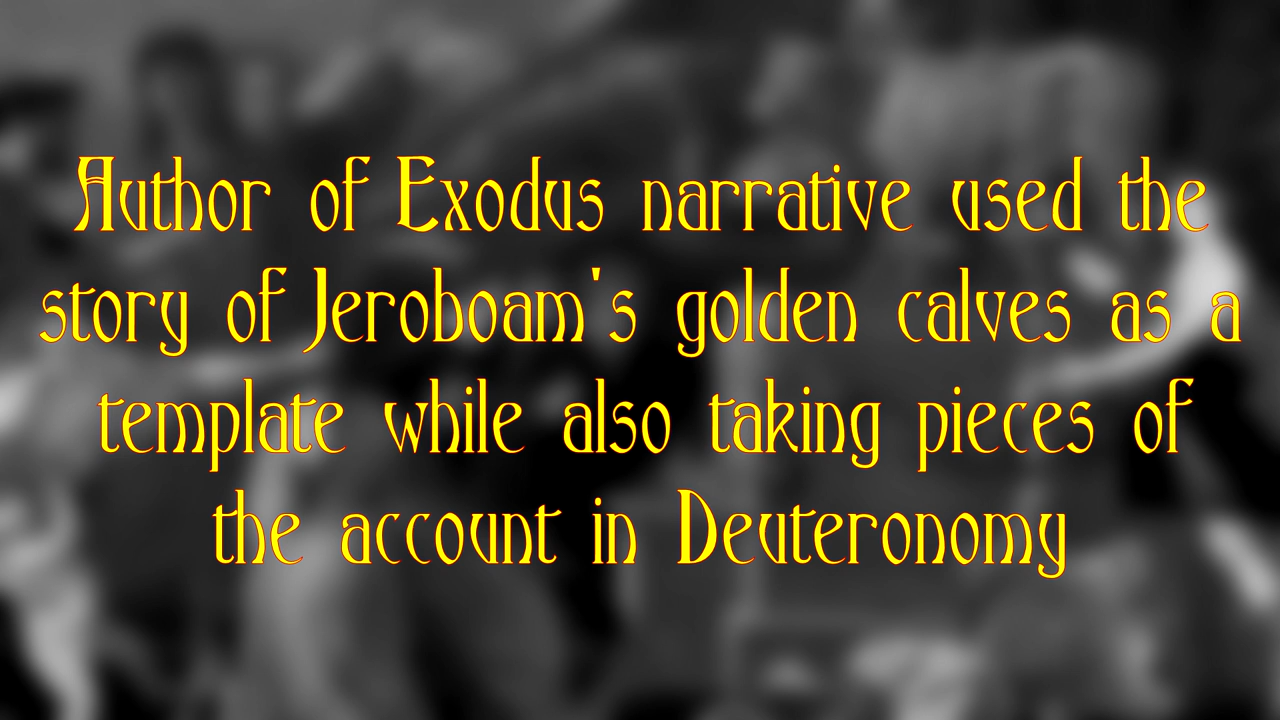 Author of Exodus narrative used the
story of Jeroboam's golden calves as a
template while also taking pieces of
the account in Deuteronomy